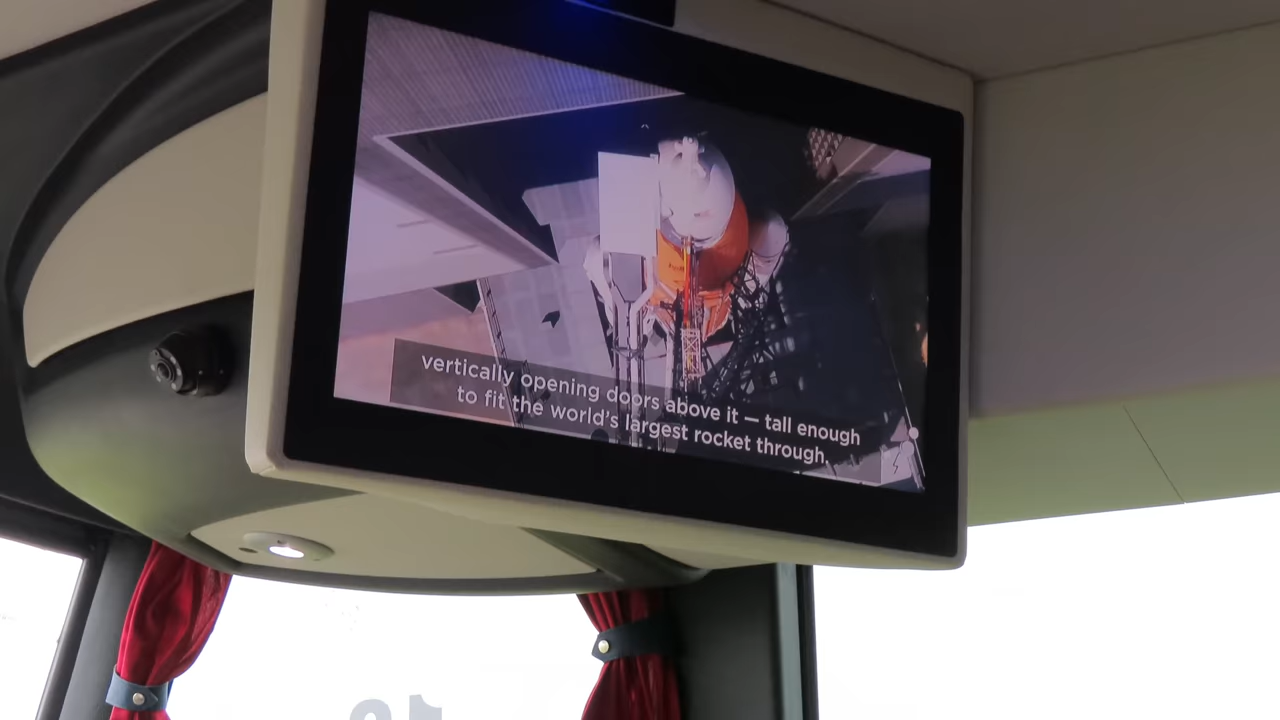 vertically opening doors above it — tall enough
to fit the world's largest rocket through.